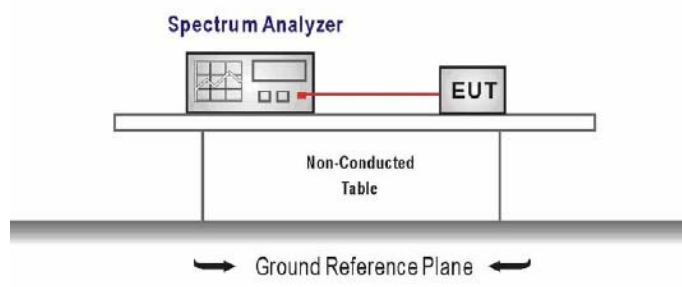 Spectrum Analyzer
EUT
Non-Conducted
Table
Ground Reference Plane